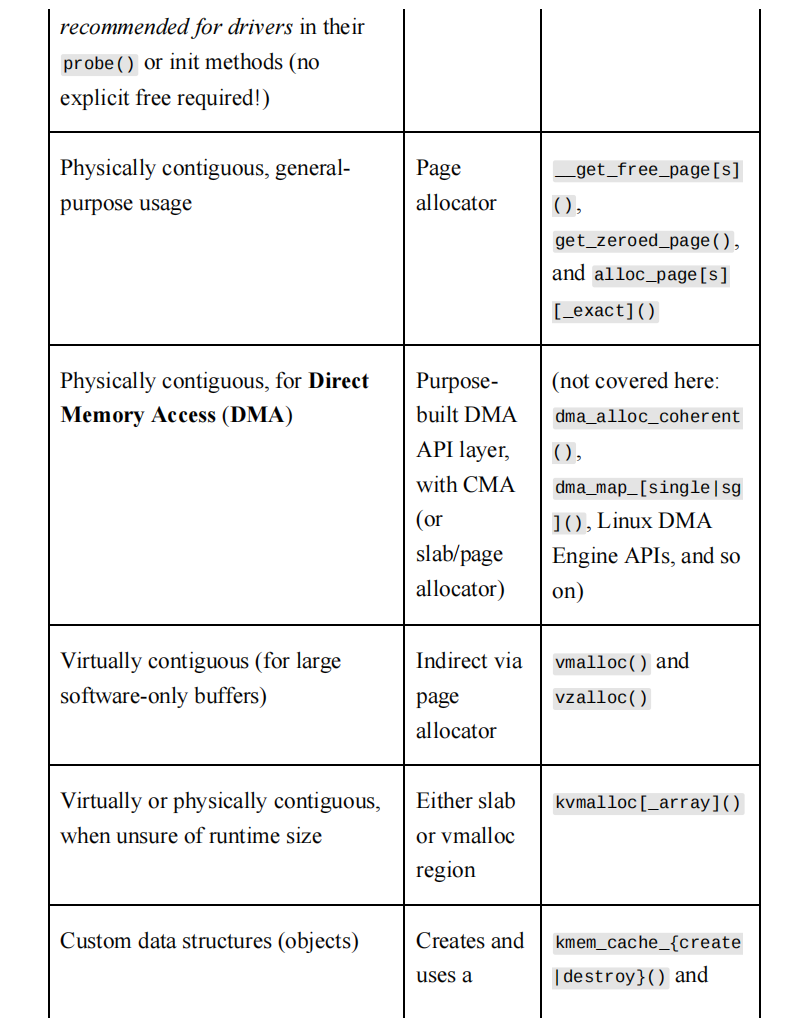 recommended for drivers in their
probe() or init methods (no
explicit free required!)
Physically contiguous, general-
purpose usage
Page
allocator
__get_free_page[s]
(),
get_zeroed_page(),
and alloc_page[s]
[_exact]()
Physically contiguous, for Direct
Memory Access (DMA)
Purpose-
built DMA
API layer,
with CMA
(or
slab/page
allocator)
(not covered here:
dma_alloc_coherent
(),
dma_map_[single|sg
](), Linux DMA
Engine APIs, and so
on)
Virtually contiguous (for large
software-only buffers)
Indirect via
page
allocator
vmalloc() and
vzalloc()
Virtually or physically contiguous,
when unsure of runtime size
Either slab
or vmalloc
region
kvmalloc[_array]()
Custom data structures (objects)
Creates and
uses a
kmem_cache_{create
|destroy}() and